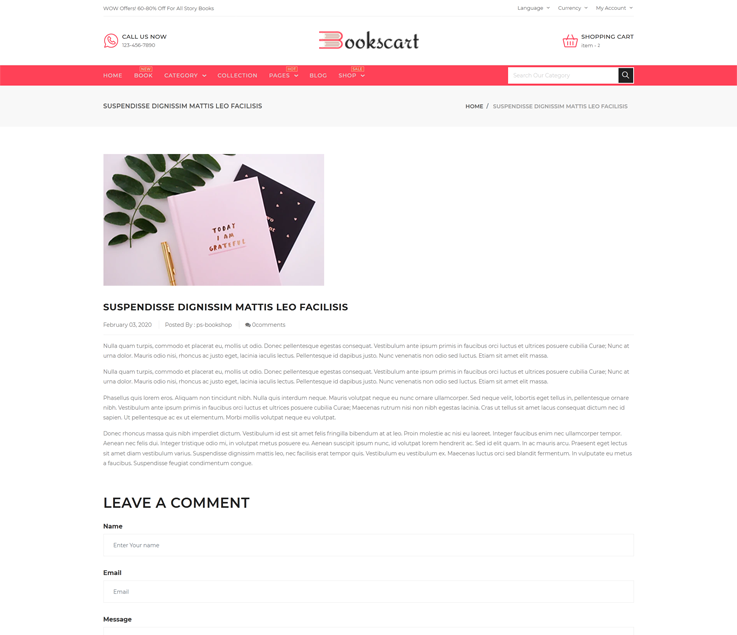 WOW Offers! 60-80% Off For All Story Books
Language
Currency
My Account
CALL US NOW
123-456-7890
Bookscart
SHOPPING CART
NEW
HOT
SALE
HOME
BOOK
CATEGORY
COLLECTION
PAGES
BLOG
SHOP
Search Our Category
SUSPENDISSE DIGNISSIM MATTIS LEO FACILISIS
HOME / SUSPENDISSE DIGNISSIM MATTIS LEO FACILISIS
TODAY
I AM
GRATEFUL
SUSPENDISSE DIGNISSIM MATTIS LEO FACILISIS
February 03, 2020
Posted By : ps-bookshop
0comments
Nulla quam turpis, commodo et placerat eu, mollis ut odio. Donec pellentesque egestas consequat. Vestibulum ante ipsum primis in faucibus orci luctus et ultrices posuere cubilia Curae; Nunc at
urna dolor. Mauris odio nisi, rhoncus ac justo eget, lacinia iaculis lectus. Pellentesque id dapibus justo. Nunc venenatis non odio sed luctus. Etiam sit amet elit massa.
Nulla quam turpis, commodo et placerat eu, mollis ut odio. Donec pellentesque egestas consequat. Vestibulum ante ipsum primis in faucibus orci luctus et ultrices posuere cubilia Curae; Nunc at
urna dolor. Mauris odio nisi, rhoncus ac justo eget, lacinia iaculis lectus. Pellentesque id dapibus justo. Nunc venenatis non odio sed luctus. Etiam sit amet elit massa.
Phasellus quis lorem eros. Aliquam non tincidunt nibh. Nulla quis interdum neque. Mauris volutpat neque eu nunc ornare ullamcorper. Sed neque velit, lobortis eget tellus in, pellentesque ornare
nibh. Vestibulum ante ipsum primis in faucibus orci luctus et ultrices posuere cubilia Curae; Maecenas rutrum nisi non nibh egestas lacinia. Cras ut tellus sit amet lacus consequat dictum nec id
sapien. Ut pellentesque ac ex ut elementum. Morbi mollis volutpat neque eu volutpat.
Donec rhoncus massa quis nibh imperdiet dictum. Vestibulum id est sit amet felis fringilla bibendum at at leo. Proin molestie ac nisi eu laoreet. Integer faucibus enim nec ullamcorper tempor.
Aenean nec felis dui. Integer tristique odio mi, in volutpat metus posuere eu. Aenean suscipit ipsum nunc, id volutpat lorem hendrerit ac. Sed id elit quam. In ac mauris arcu. Praesent eget lectus
sit amet diam vestibulum varius. Suspendisse dignissim mattis leo, nec facilisis erat tempor quis. Vestibulum eu vestibulum ex. Maecenas luctus orci sed blandit fermentum. In vulputate eu metus
a faucibus. Suspendisse feugiat condimentum congue.
LEAVE A COMMENT
Name
Enter Your name
Email
Email
Message